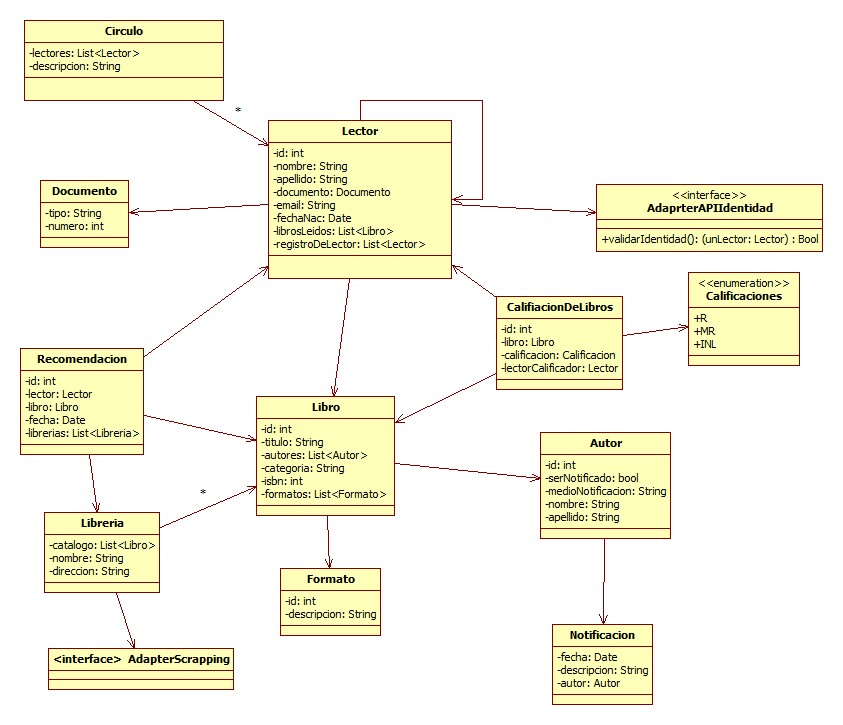 Circulo
-lectores: List<Lector>
-descripcion: String
*
Lector
-id: int
-nombre: String
-apellido: String
-documento: Documento
-email: String
-fechaNac: Date
-librosLeidos: List<Libro>
-registroDeLector: List<Lector>
Documento
-tipo: String
-numero: int
<<interface>>
AdaprterAPIIdentidad
+validarIdentidad(): (unLector: Lector) : Bool
CalifiacionDeLibros
-id: int
-libro: Libro
-calificacion: Calificacion
-lectorCalificador: Lector
<<enumeration>>
Calificaciones
+R
+MR
+INL
Recomendacion
-id: int
-lector: Lector
-libro: Libro
-fecha: Date
-librerias: List<Libreria>
Libro
-id: int
-titulo: String
-autores: List<Autor>
-categoria: String
-isbn: int
-formatos: List<Formato>
Autor
-id: int
-serNotificado: bool
-medioNotificacion: String
-nombre: String
-apellido: String
*
Libreria
-catalogo: List<Libro>
-nombre: String
-direccion: String
Formato
-id: int
-descripcion: String
<interface> AdapterScrapping
Notificacion
-fecha: Date
-descripcion: String
-autor: Autor